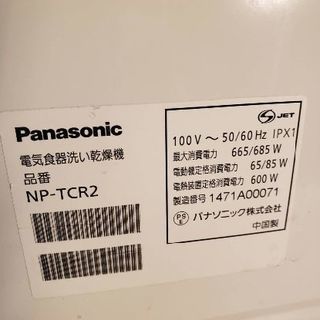 Panasonic
電気食器洗い乾燥機
品番
NP-TCR2
S JET
100V～50/60Hz IPX1
最大消費電力 665/685 W
電動機定格消費電力 65/85 W
電熱装置定格消費電力 600 W
製造番号 1471A00071
PS E パナソニック株式会社
中国製